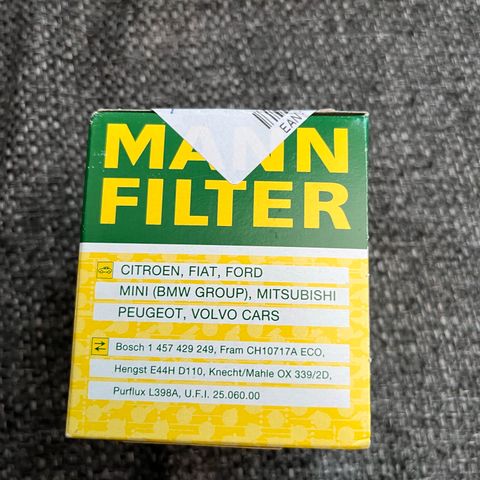 EAN
MANN
FILTER
CITROEN, FIAT, FORD
MINI (BMW GROUP), MITSUBISHI
PEUGEOT, VOLVO CARS
Bosch 1 457 429 249, Fram CH10717A ECO,
Hengst E44H D110, Knecht/Mahle OX 339/2D,
Purflux L398A, U.F.I. 25.060.00